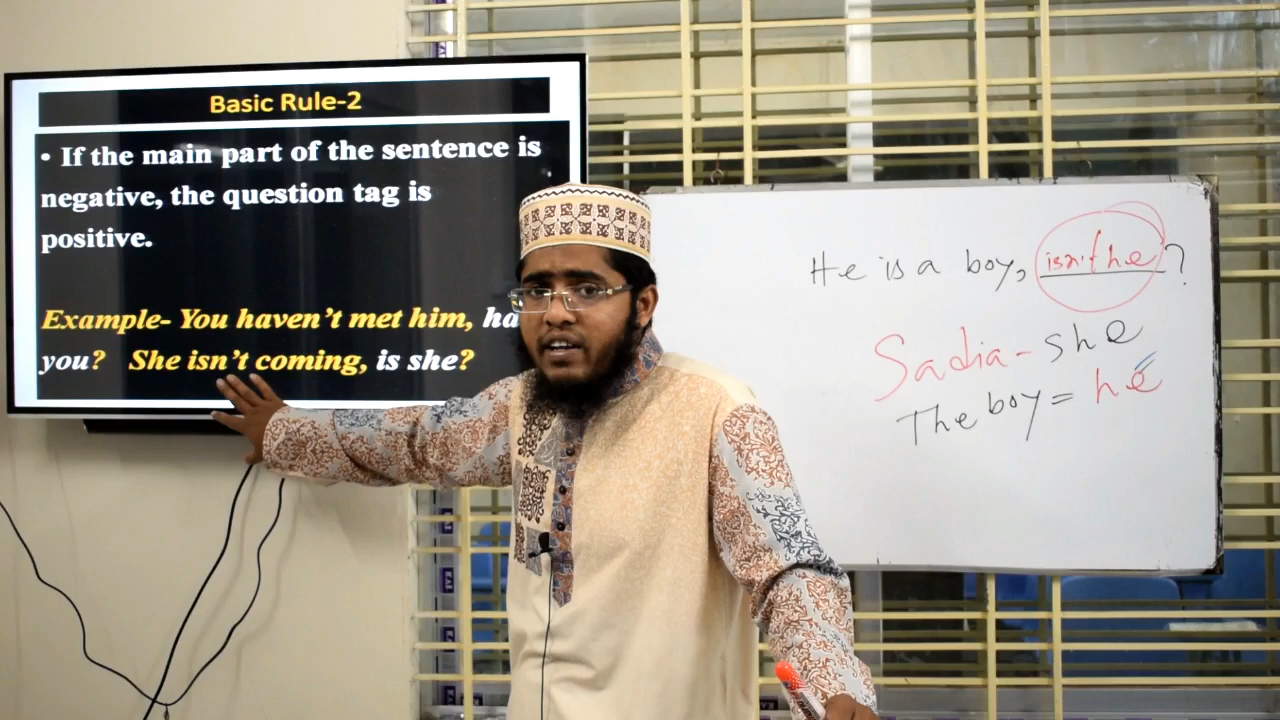 Basic Rule-2
• If the main part of the sentence is
negative, the question tag is
positive.
Example- You haven't met him, ha
you? She isn't coming, is she?
He is a boy, isn't he ?
Sadia - she
The boy = he